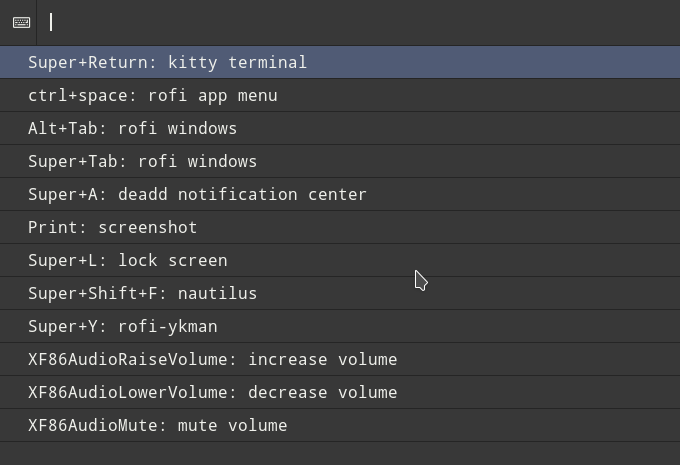 Super+Return: kitty terminal
ctrl+space: rofi app menu
Alt+Tab: rofi windows
Super+Tab: rofi windows
Super+A: deadd notification center
Print: screenshot
Super+L: lock screen
Super+Shift+F: nautilus
Super+Y: rofi-ykman
XF86AudioRaiseVolume: increase volume
XF86AudioLowerVolume: decrease volume
XF86AudioMute: mute volume